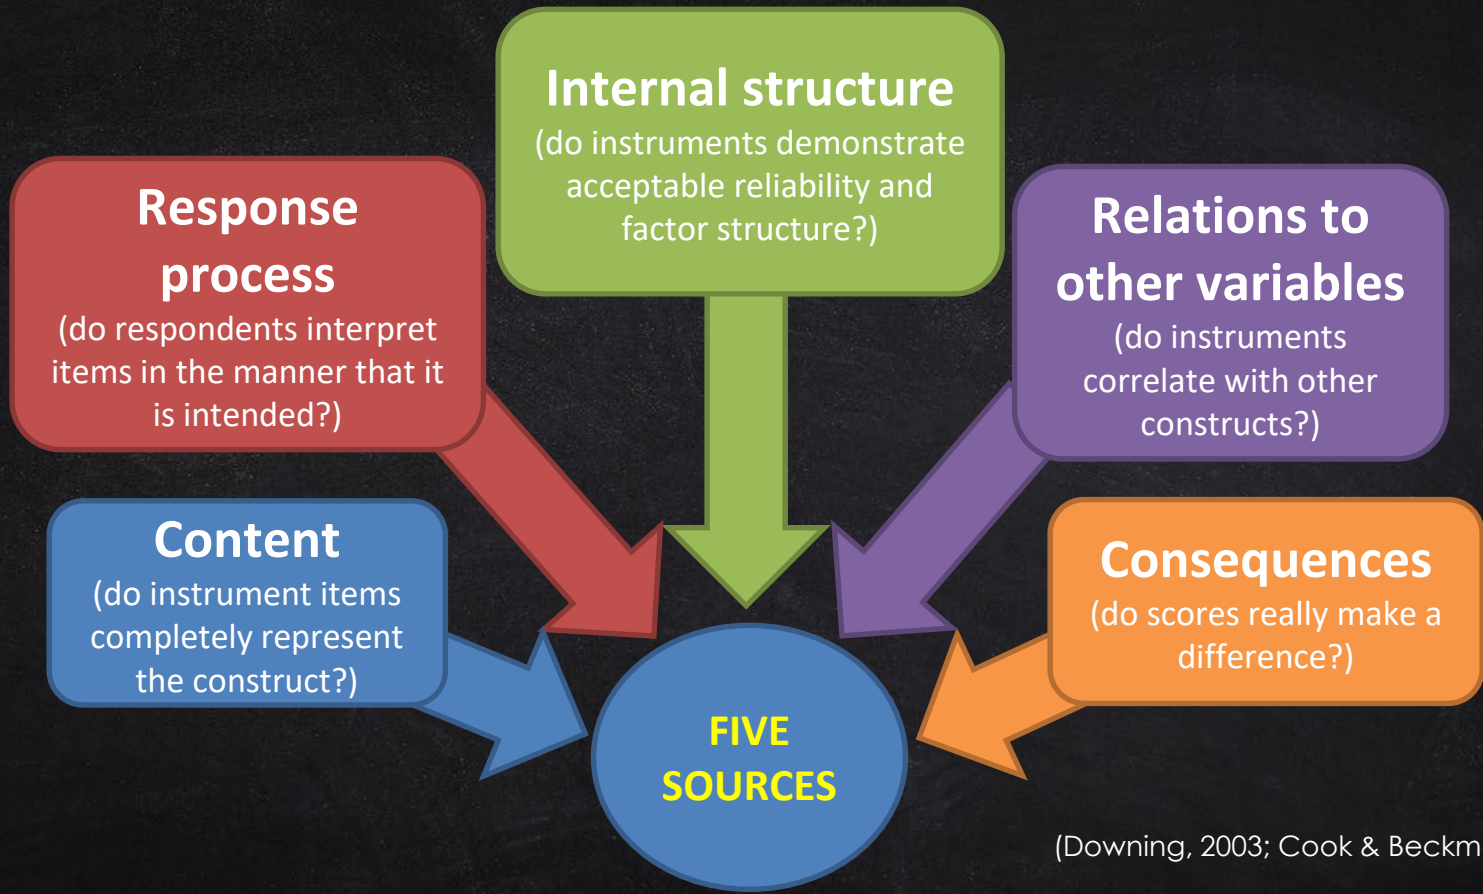 Internal structure
(do instruments demonstrate
acceptable reliability and
factor structure?)
Response
process
(do respondents interpret
items in the manner that it
is intended?)
Relations to
other variables
(do instruments
correlate with other
constructs?)
Content
(do instrument items
completely represent
the construct?)
Consequences
(do scores really make a
difference?)
FIVE
SOURCES
(Downing, 2003; Cook & Beckm